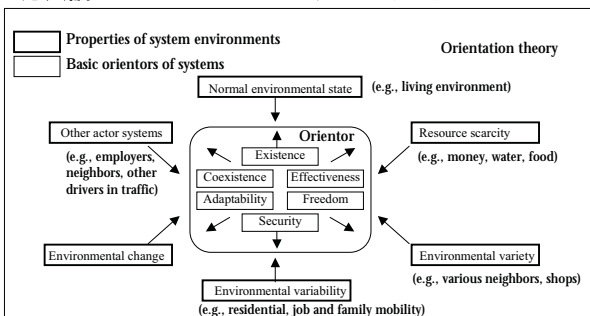 Properties of system environments
Orientation theory
Basic orientors of systems
Normal environmental state
(e.g., living environment)
Other actor systems
(e.g., employers,
neighbors, other
drivers in traffic)
Orientor
Resource scarcity
(e.g., money, water, food)
Existence
Coexistence
Effectiveness
Adaptability
Freedom
Security
Environmental change
Environmental variety
(e.g., various neighbors, shops)
Environmental variability
(e.g., residential, job and family mobility)